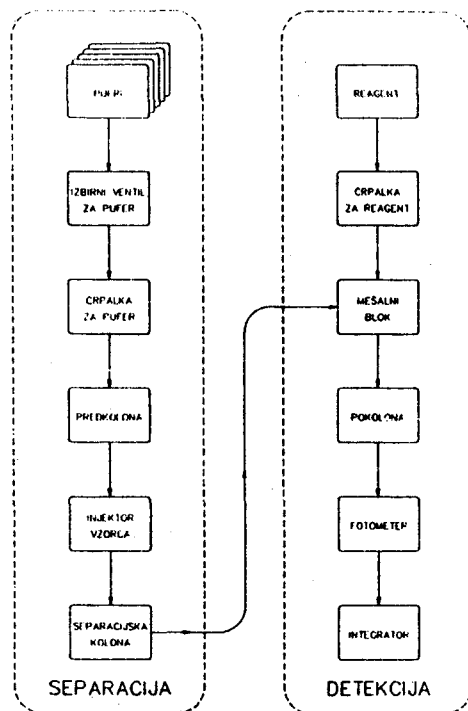 PUFRI
IZBIRNI VENTIL
ZA PUFER
ČRPALKA
ZA PUFER
PREDKOLONA
INJEKTOR
VZORCA
SEPARACIJSKA
KOLONA
SEPARACIJA
REAGENT
ČRPALKA
ZA REAGENT
MEŠALNI
BLOK
POKOLONA
FOTOMETER
INTEGRATOR
DETEKCIJA